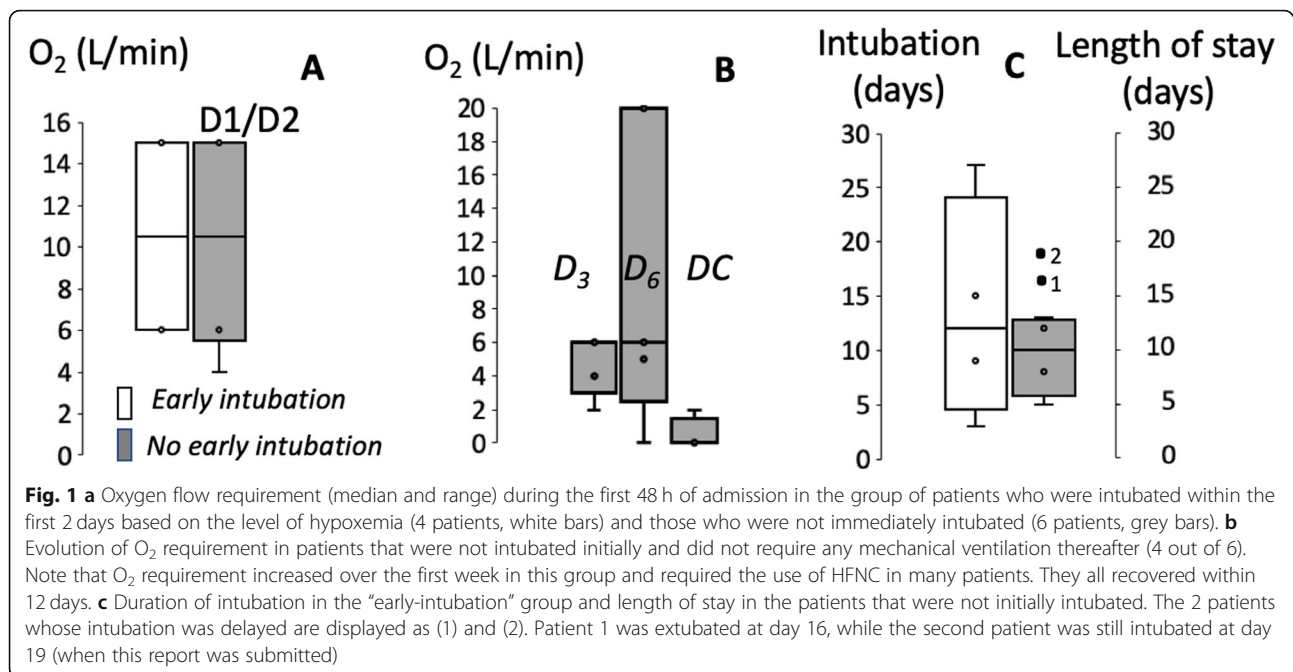 O₂ (L/min)
A
D1/D2
16
14
12
10
8
6
4
2
0
Early intubation
No early intubation
O₂ (L/min)
B
20
18
16
14
12
10
8
6
4
2
0
D₃
D₆
DC
Intubation
(days)
C
Length of stay
(days)
30
25
20
15
10
5
0
2
1
30
25
20
15
10
5
0
Fig. 1 a Oxygen flow requirement (median and range) during the first 48 h of admission in the group of patients who were intubated within the
first 2 days based on the level of hypoxemia (4 patients, white bars) and those who were not immediately intubated (6 patients, grey bars). b
Evolution of O₂ requirement in patients that were not intubated initially and did not require any mechanical ventilation thereafter (4 out of 6).
Note that O₂ requirement increased over the first week in this group and required the use of HFNC in many patients. They all recovered within
12 days. c Duration of intubation in the “early-intubation” group and length of stay in the patients that were not initially intubated. The 2 patients
whose intubation was delayed are displayed as (1) and (2). Patient 1 was extubated at day 16, while the second patient was still intubated at day
19 (when this report was submitted)